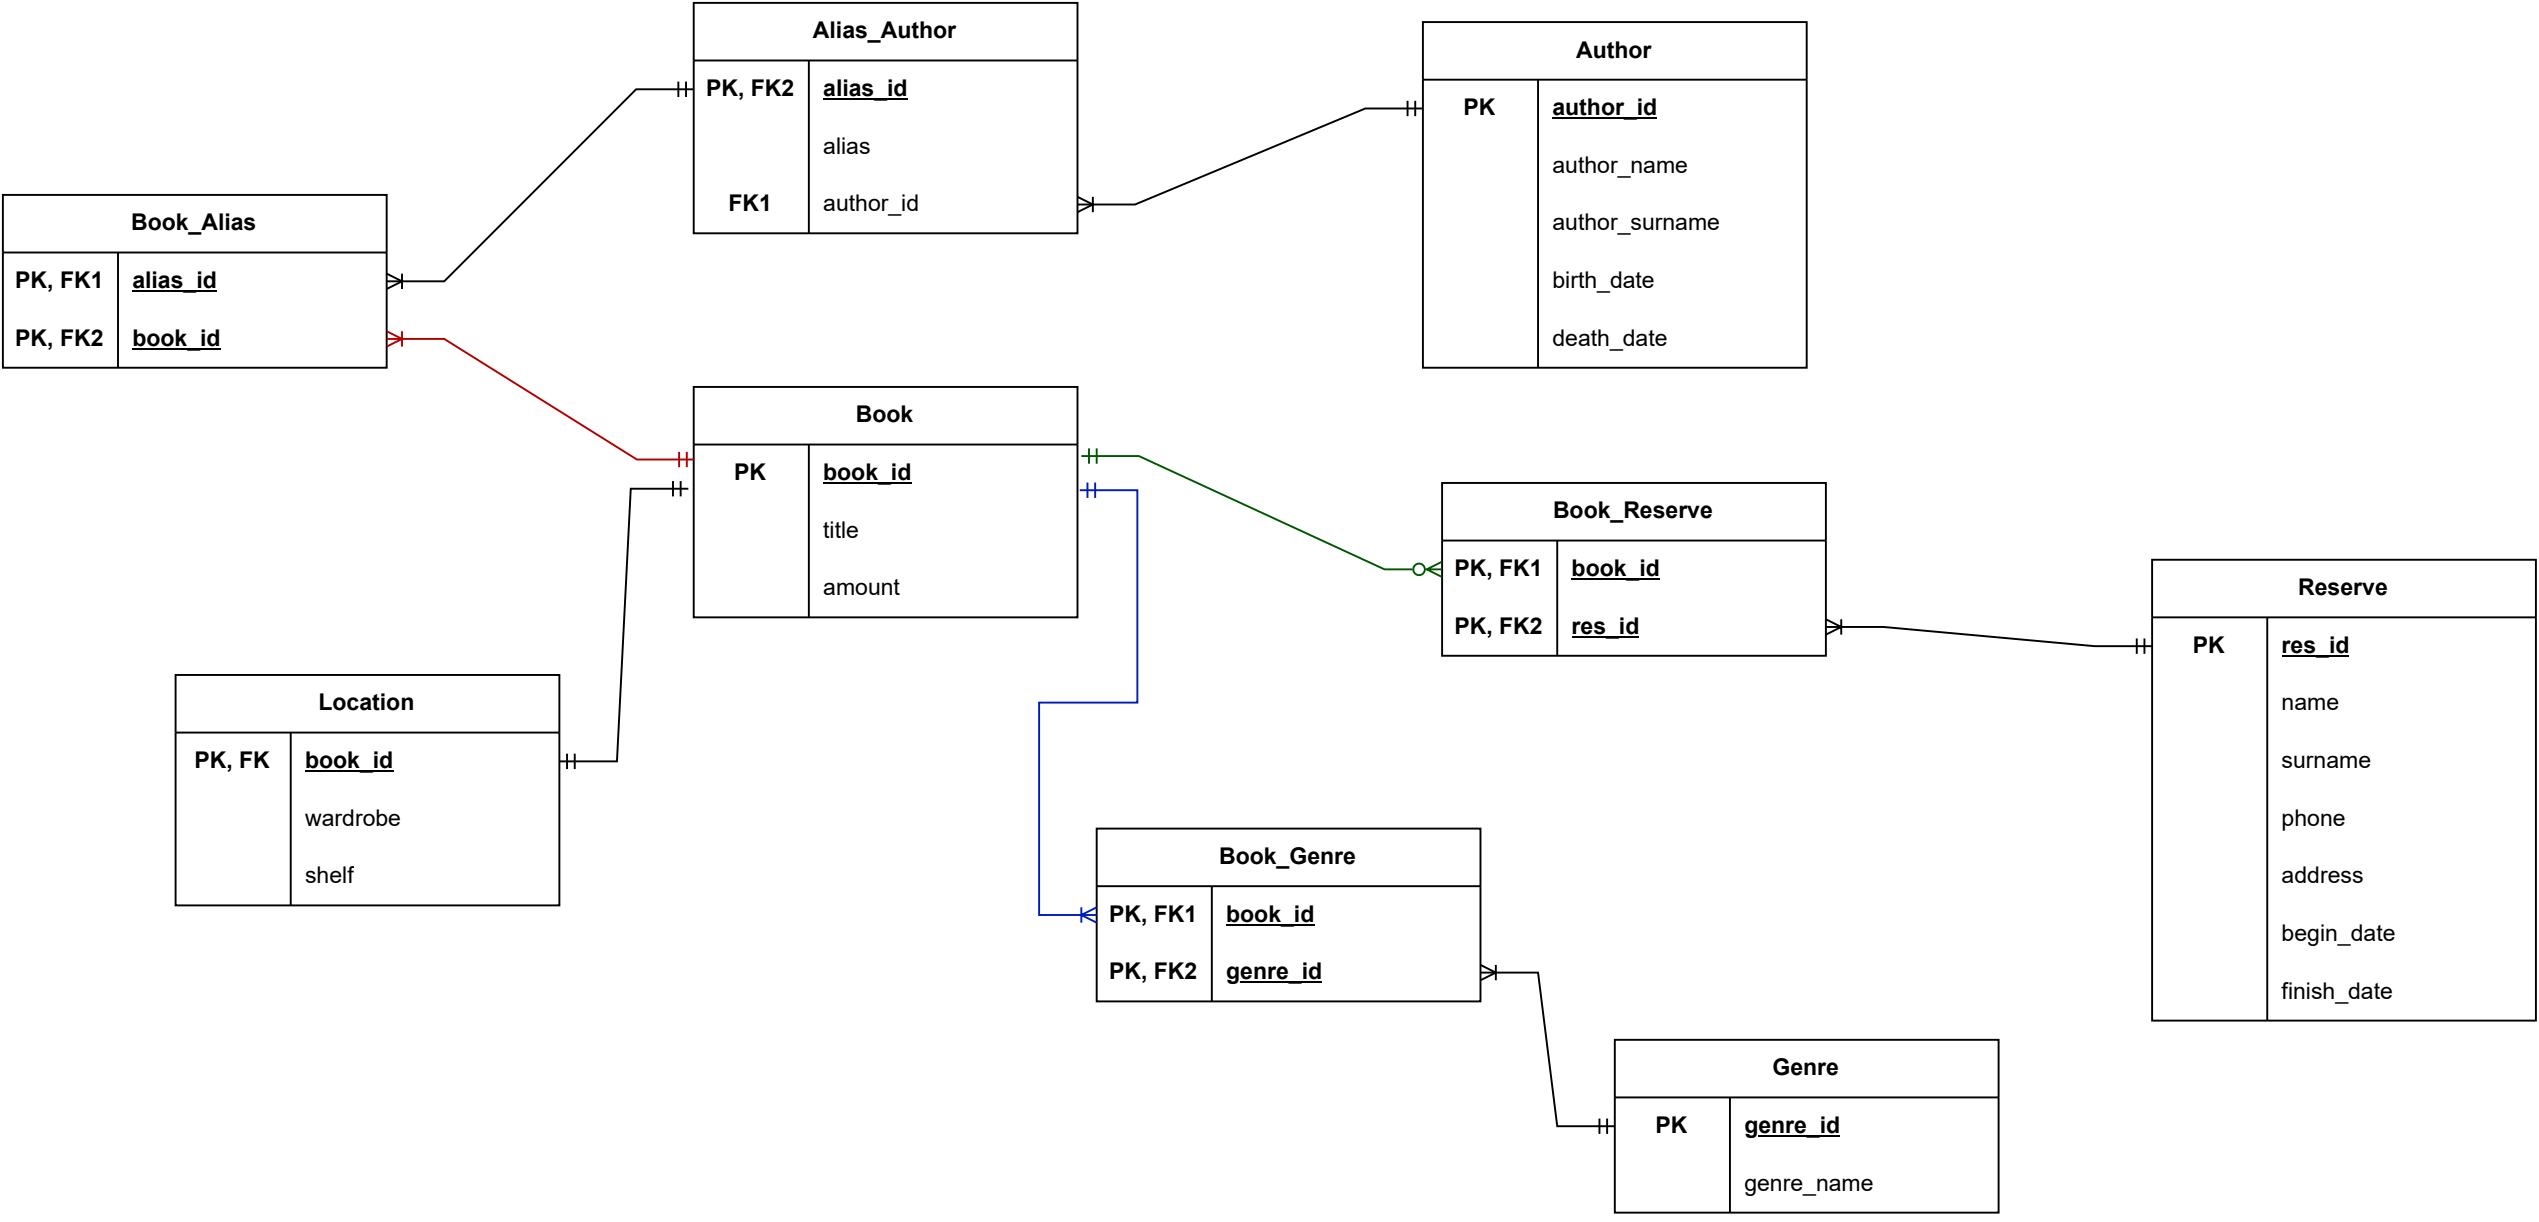 Alias_Author
PK, FK2 alias_id
alias
FK1 author_id
Author
PK author_id
author_name
author_surname
birth_date
death_date
Book_Alias
PK, FK1 alias_id
PK, FK2 book_id
Book
PK book_id
title
amount
Book_Reserve
PK, FK1 book_id
PK, FK2 res_id
Reserve
PK res_id
name
surname
phone
address
begin_date
finish_date
Location
PK, FK book_id
wardrobe
shelf
Book_Genre
PK, FK1 book_id
PK, FK2 genre_id
Genre
PK genre_id
genre_name